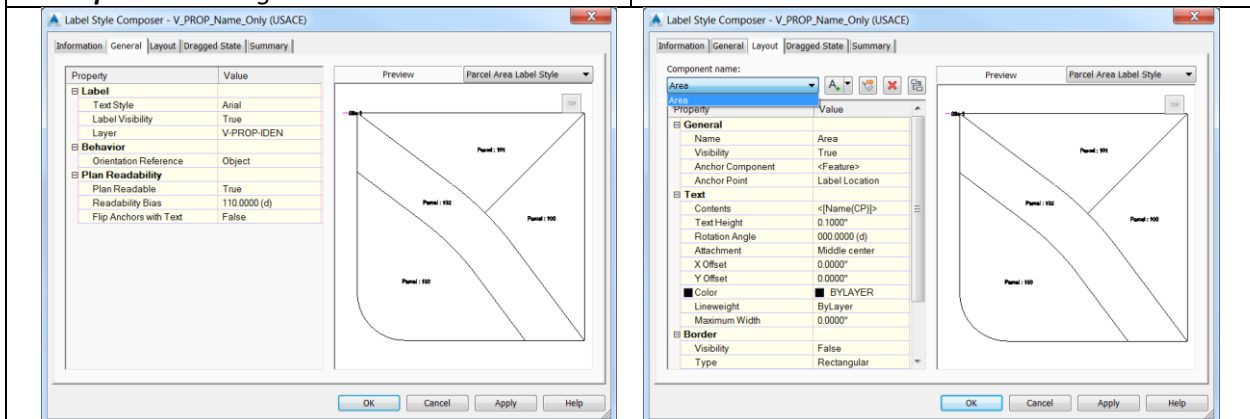 Label Style Composer - V_PROP_Name_Only (USACE)
Information General Layout Dragged State Summary
Property Value
Label
Text Style Arial
Label Visibility True
Layer V-PROP-IDEN
Behavior
Orientation Reference Object
Plan Readability
Plan Readable True
Readability Bias 110.0000 (d)
Flip Anchors with Text False
Preview Parcel Area Label Style
TOP
Parcel : 101
Parcel : 102
Parcel : 100
Parcel : 100
OK Cancel Apply Help
Label Style Composer - V_PROP_Name_Only (USACE)
Information General Layout Dragged State Summary
Component name:
Area
Area
Property Value
General
Name Area
Visibility True
Anchor Component <Feature>
Anchor Point Label Location
Text
Contents <[Name(CP)]>
Text Height 0.1000"
Rotation Angle 000.0000 (d)
Attachment Middle center
X Offset 0.0000"
Y Offset 0.0000"
Color BYLAYER
Lineweight ByLayer
Maximum Width 0.0000"
Border
Visibility False
Type Rectangular
Preview Parcel Area Label Style
Parcel : 101
Parcel : 102
Parcel : 100
Parcel : 100
OK Cancel Apply Help